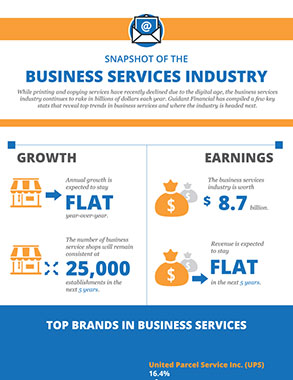 @
SNAPSHOT OF THE
BUSINESS SERVICES INDUSTRY
While printing and copying services have recently declined due to the digital age, the business services
industry continues to rake in billions of dollars each year. Guidant Financial has compiled a few key
stats that reveal top trends in business services and where the industry is headed next.
GROWTH
Annual growth is
expected to stay
FLAT
year-over-year.
The number of business
service shops will remain
consistent at
25,000
establishments in the
next 5 years.
EARNINGS
The business services
industry is worth
$ 8.7 billion.
Revenue is expected
to stay
FLAT
in the next 5 years.
TOP BRANDS IN BUSINESS SERVICES
United Parcel Service Inc. (UPS)
16.4%